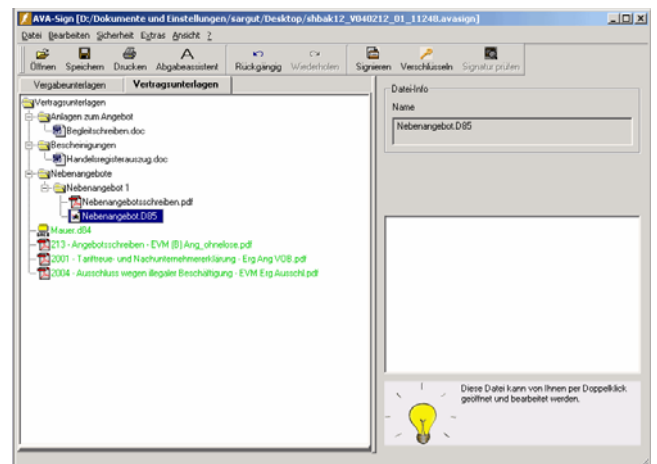 AVA-Sign [D:/Dokumente und Einstellungen/sargut/Desktop/shbak12_V040212_01_11248.avasign]
Datei Bearbeiten Sicherheit Extras Ansicht ?
Öffnen Speichern Drucken Abgabeassistent Rückgängig Wiederholen Signieren Verschlüsseln Signatur prüfen
Vergabeunterlagen Vertragsunterlagen
Vertragsunterlagen
Anlagen zum Angebot
Begleitschreiben.doc
Bescheinigungen
Handelsregisterauszug.doc
Nebenangebote
Nebenangebot 1
Nebenangebotsschreiben.pdf
Nebenangebot.D85
Mauer.d84
213 - Angebotsschreiben - EVM (B) Ang_ohnelose.pdf
2001 - Tariftreue- und Nachunternehmererklärung - Erg Ang VOB.pdf
2004 - Ausschluss wegen illegaler Beschäftigung - EVM Erg Ausschl.pdf
Datei-Info
Name
Nebenangebot.D85
Diese Datei kann von Ihnen per Doppelklick
geöffnet und bearbeitet werden.